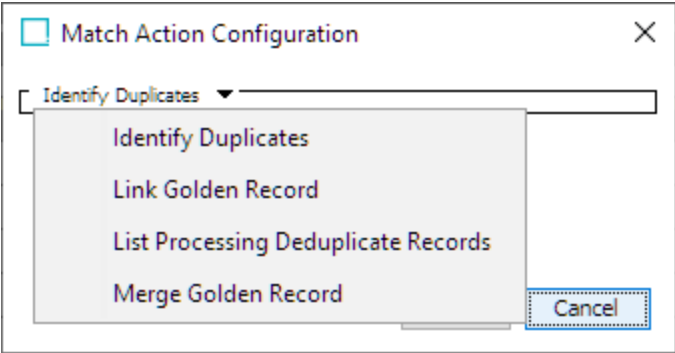 Match Action Configuration
Identify Duplicates
Identify Duplicates
Link Golden Record
List Processing Deduplicate Records
Merge Golden Record
Cancel